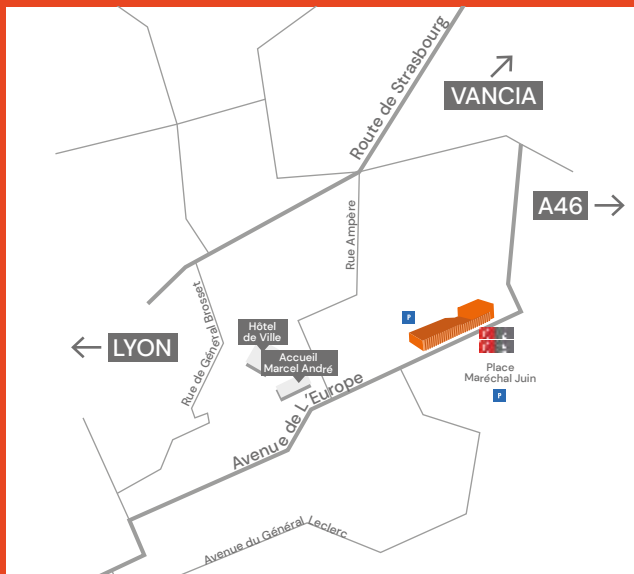 Route de Strasbourg
VANCIA
A46
Rue Ampère
Rue de Général Brosset
LYON
Hôtel
de Ville
Accueil
Marcel André
P
Place
Maréchal Juin
P
Avenue de L'Europe
Avenue du Général Leclerc